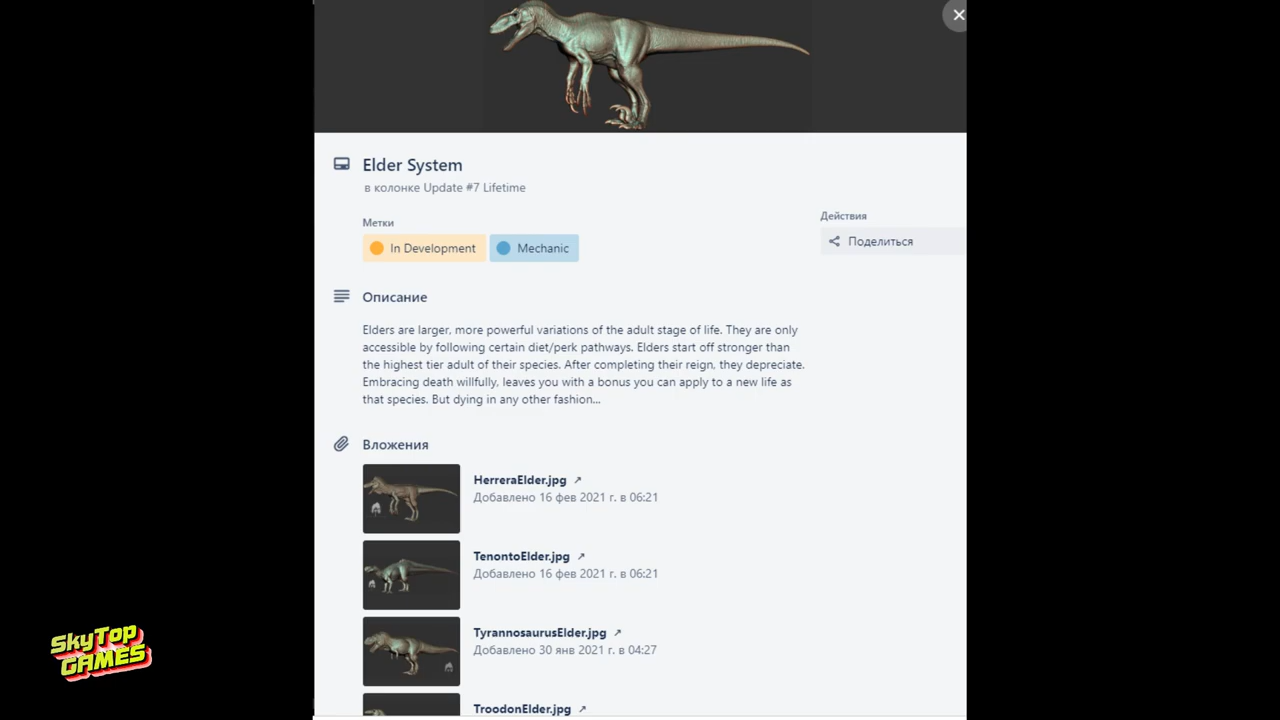 Elder System
в колонке Update #7 Lifetime
Метки
Действия
In Development
Mechanic
Поделиться
Описание
Elders are larger, more powerful variations of the adult stage of life. They are only
accessible by following certain diet/perk pathways. Elders start off stronger than
the highest tier adult of their species. After completing their reign, they depreciate.
Embracing death willfully, leaves you with a bonus you can apply to a new life as
that species. But dying in any other fashion...
Вложения
HerreraElder.jpg ↗
Добавлено 16 фев 2021 г. в 06:21
TenontoElder.jpg ↗
Добавлено 16 фев 2021 г. в 06:21
TyrannosaurusElder.jpg ↗
Добавлено 30 янв 2021 г. в 04:27
TroodonElder.jpg ↗
SkyTop
GAMES